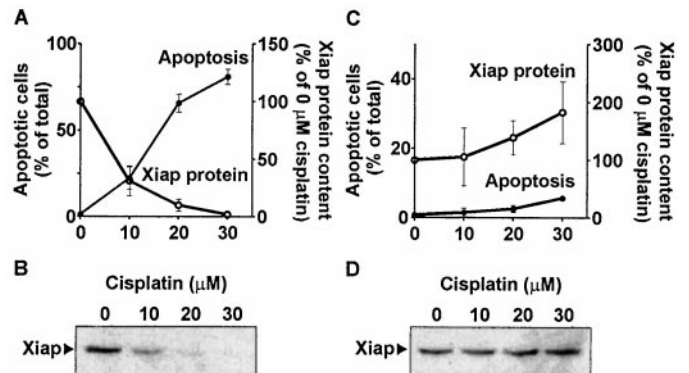 A
100
75
50
25
0
Apoptotic cells
(% of total)
Apoptosis
Xiap protein
150
100
50
0
Xiap protein content
(% of 0 μM cisplatin)
0 10 20 30
B
Cisplatin (μM)
0 10 20 30
Xiap
C
40
20
0
Apoptotic cells
(% of total)
Xiap protein
Apoptosis
300
200
100
0
Xiap protein content
(% of 0 μM cisplatin)
0 10 20 30
D
Cisplatin (μM)
0 10 20 30
Xiap